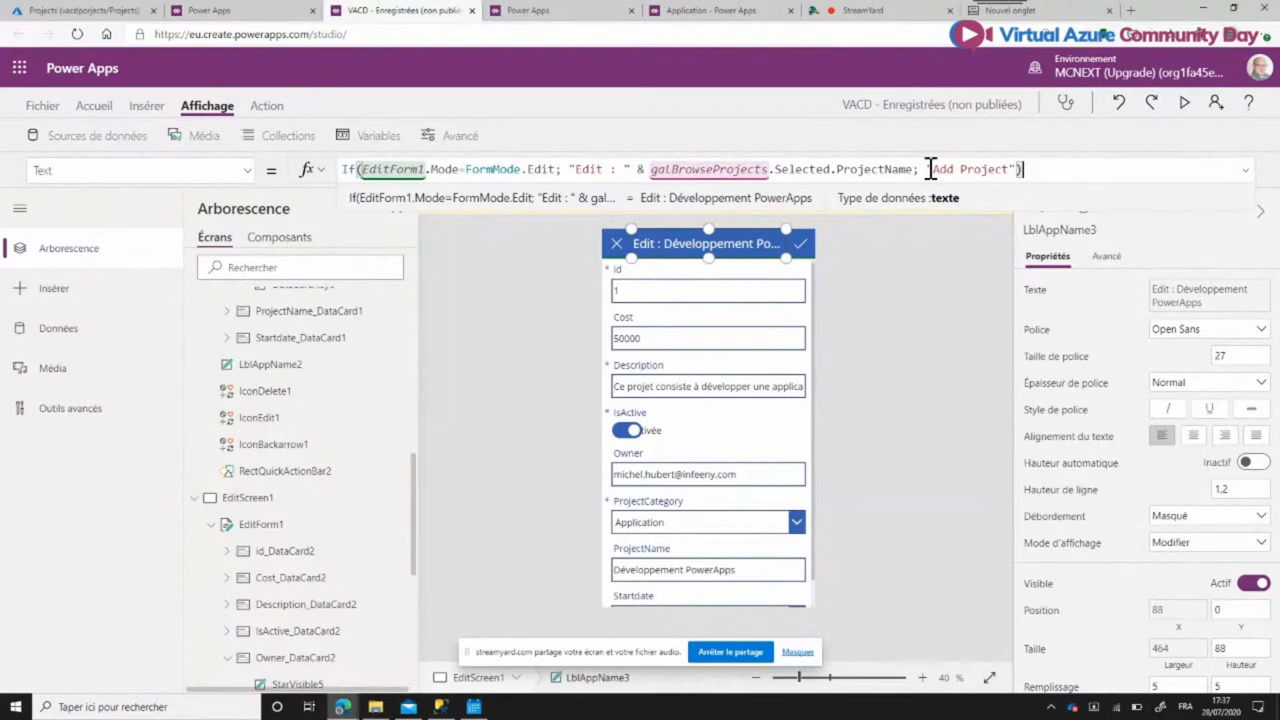 Projects (vacdporjects/Projects)
Power Apps
VACD - Enregistrées (non publiées)
Power Apps
Application - Power Apps
StreamYard
Nouvel onglet
https://eu.create.powerapps.com/studio/
Virtual Azure Community Day
Power Apps
Environnement
MCNEXT (Upgrade) (org1fa45e...
Fichier
Accueil
Insérer
Affichage
Action
VACD - Enregistrées (non publiées)
Sources de données
Média
Collections
Variables
Avancé
Text
= fx
If(EditForm1.Mode=FormMode.Edit; "Edit : " & galBrowseProjects.Selected.ProjectName; "Add Project")
If(EditForm1.Mode=FormMode.Edit; "Edit : " & gal... = Edit : Développement PowerApps
Type de données :texte
Arborescence
Écrans
Composants
Rechercher
Arborescence
Insérer
Données
Média
Outils avancés
ProjectName_DataCard1
Startdate_DataCard1
LblAppName2
IconDelete1
IconEdit1
IconBackarrow1
RectQuickActionBar2
EditScreen1
EditForm1
id_DataCard2
Cost_DataCard2
Description_DataCard2
IsActive_DataCard2
Owner_DataCard2
StarVisible5
Edit : Développement Po...
* Id
1
Cost
50000
* Description
Ce projet consiste à développer une applica
* IsActive
ivée
Owner
michel.hubert@infeeny.com
* ProjectCategory
Application
ProjectName
Développement PowerApps
Startdate
streamyard.com partage votre écran et votre fichier audio.
Arrêter le partage
Masquer
EditScreen1
LblAppName3
40 %
LblAppName3
Propriétés
Avancé
Texte
Edit : Développement
PowerApps
Police
Open Sans
Taille de police
27
Épaisseur de police
Normal
Style de police
/ U abc
Alignement du texte
Hauteur automatique
Inactif
Hauteur de ligne
1,2
Débordement
Masqué
Mode d'affichage
Modifier
Visible
Actif
Position
88
0
X
Y
Taille
464
88
Largeur
Hauteur
Remplissage
5
5
Taper ici pour rechercher
FRA
17:37
28/07/2020